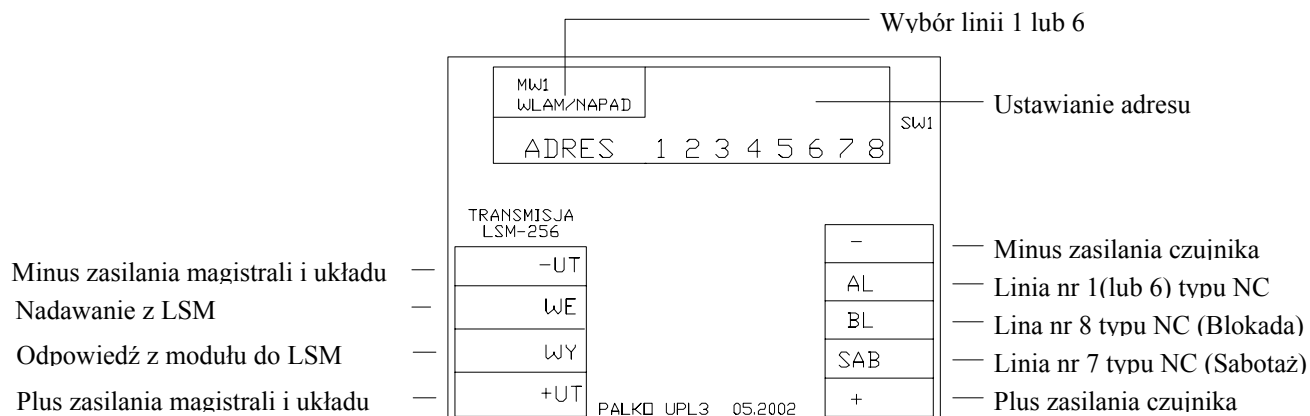 Wybór linii 1 lub 6
MW1
WLAM/NAPAD
Ustawianie adresu
SW1
ADRES 1 2 3 4 5 6 7 8
TRANSMISJA
LSM-256
Minus zasilania magistrali i układu
-UT
Nadawanie z LSM
WE
Odpowiedź z modułu do LSM
WY
Plus zasilania magistrali i układu
+UT
-
Minus zasilania czujnika
AL
Linia nr 1(lub 6) typu NC
BL
Lina nr 8 typu NC (Blokada)
SAB
Linia nr 7 typu NC (Sabotaż)
+
Plus zasilania czujnika
PALKO UPL3 05.2002